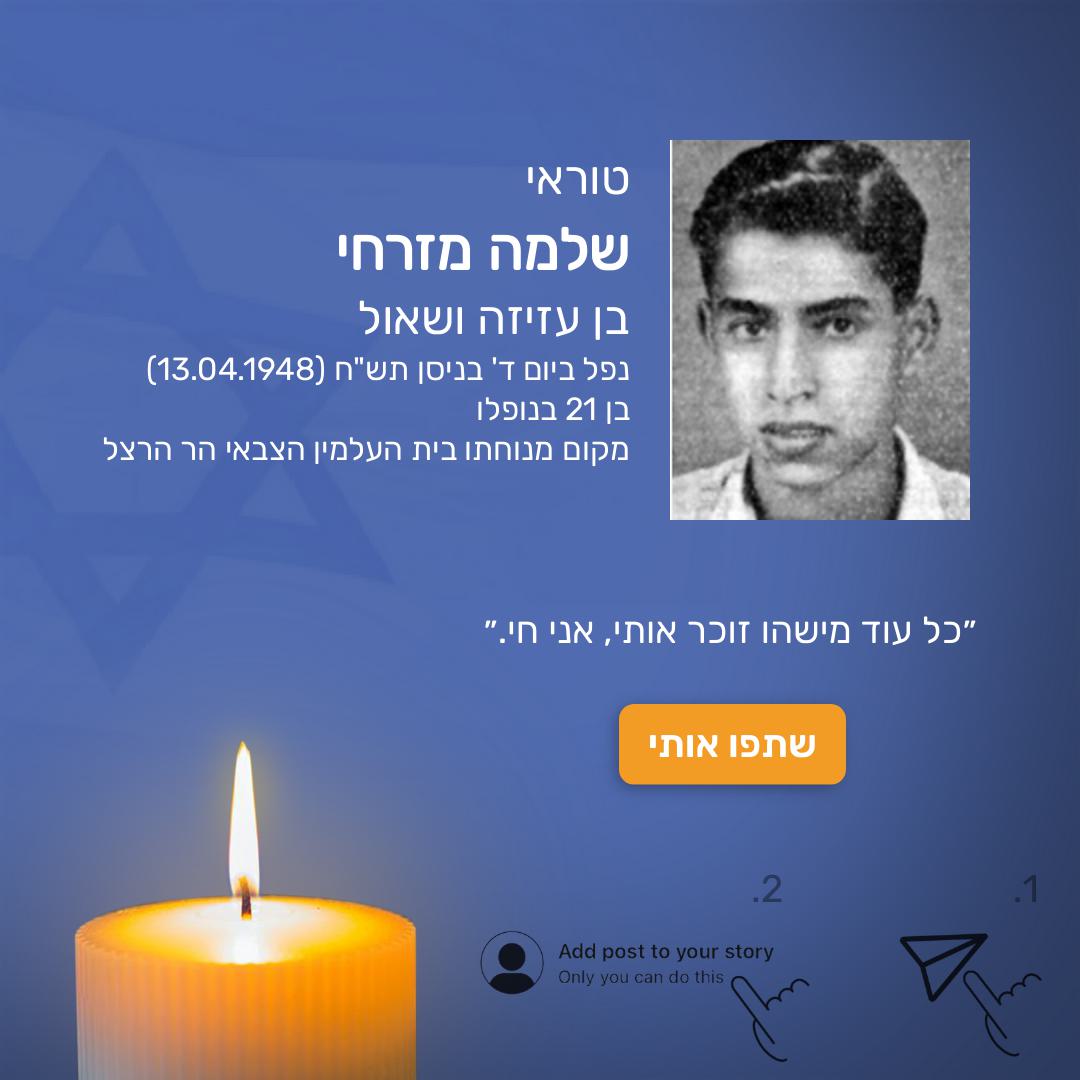 טוראי
שלמה מזרחי
בן עזיזה ושאול
נפל ביום ד' בניסן תש"ח (13.04.1948)
בן 21 בנופלו
מקום מנוחתו בית העלמין הצבאי הר הרצל
״כל עוד מישהו זוכר אותי, אני חי.״
שתפו אותי
.1
.2
Add post to your story
Only you can do this